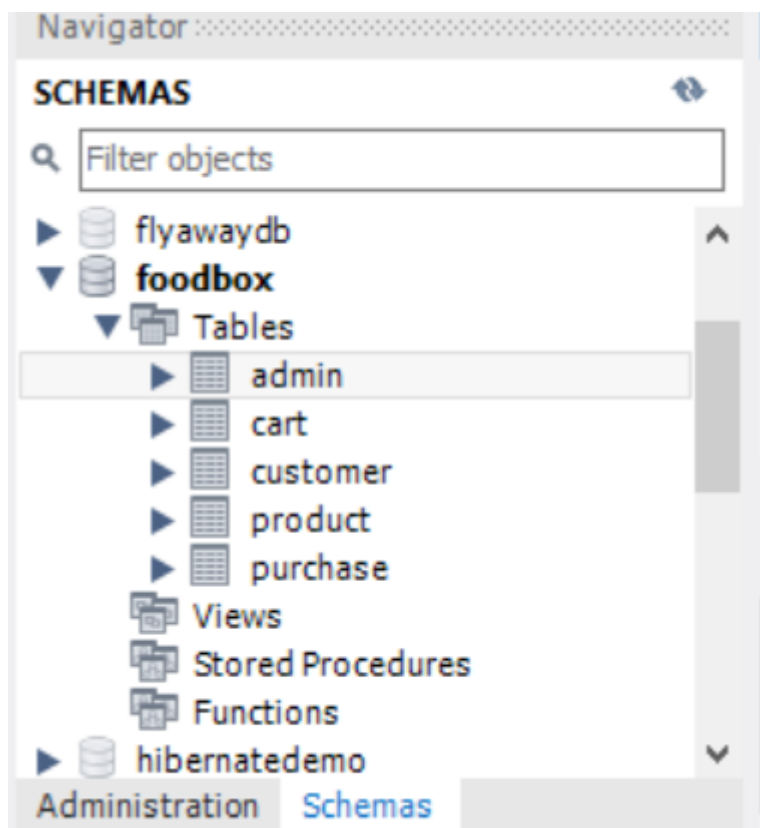 Navigator
SCHEMAS
Filter objects
flyawaydb
foodbox
Tables
admin
cart
customer
product
purchase
Views
Stored Procedures
Functions
hibernatedemo
Administration Schemas